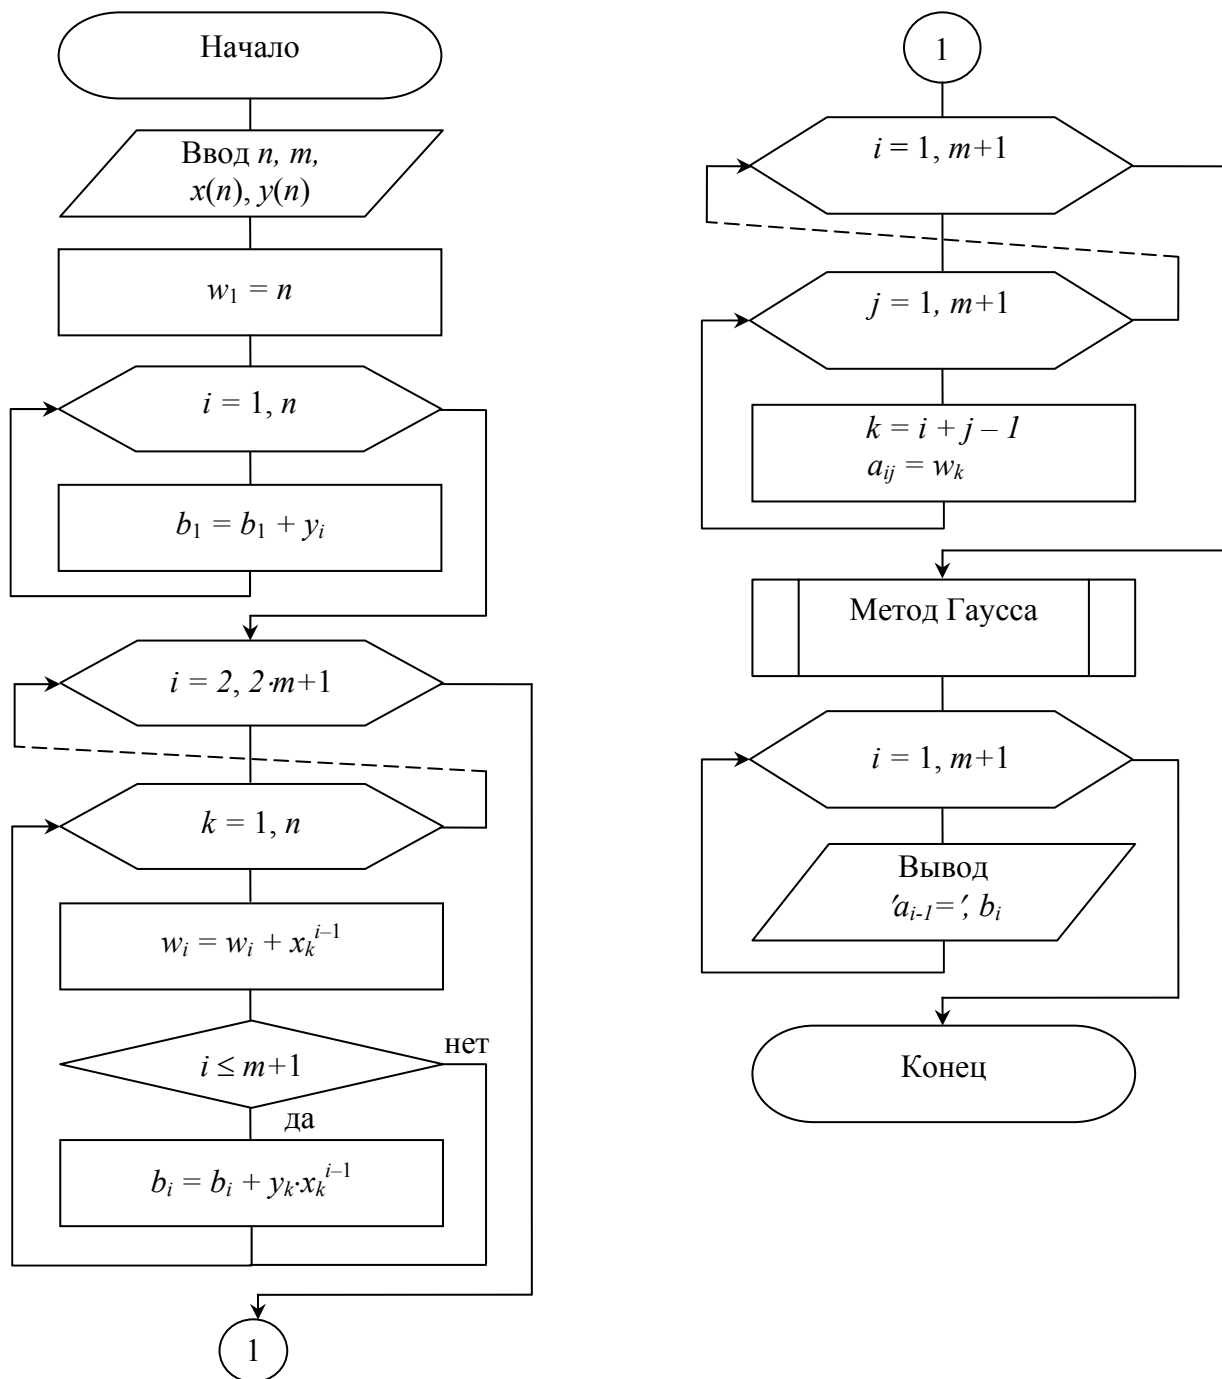 Начало
Ввод n, m,
x(n), y(n)
w₁ = n
i = 1, n
b₁ = b₁ + yᵢ
i = 2, 2·m+1
k = 1, n
wᵢ = wᵢ + xₖⁱ⁻¹
i ≤ m+1
нет
да
bᵢ = bᵢ + yₖ·xₖⁱ⁻¹
1
1
i = 1, m+1
j = 1, m+1
k = i + j – 1
aᵢⱼ = wₖ
Метод Гаусса
i = 1, m+1
Вывод
′aᵢ₋₁=′, bᵢ
Конец